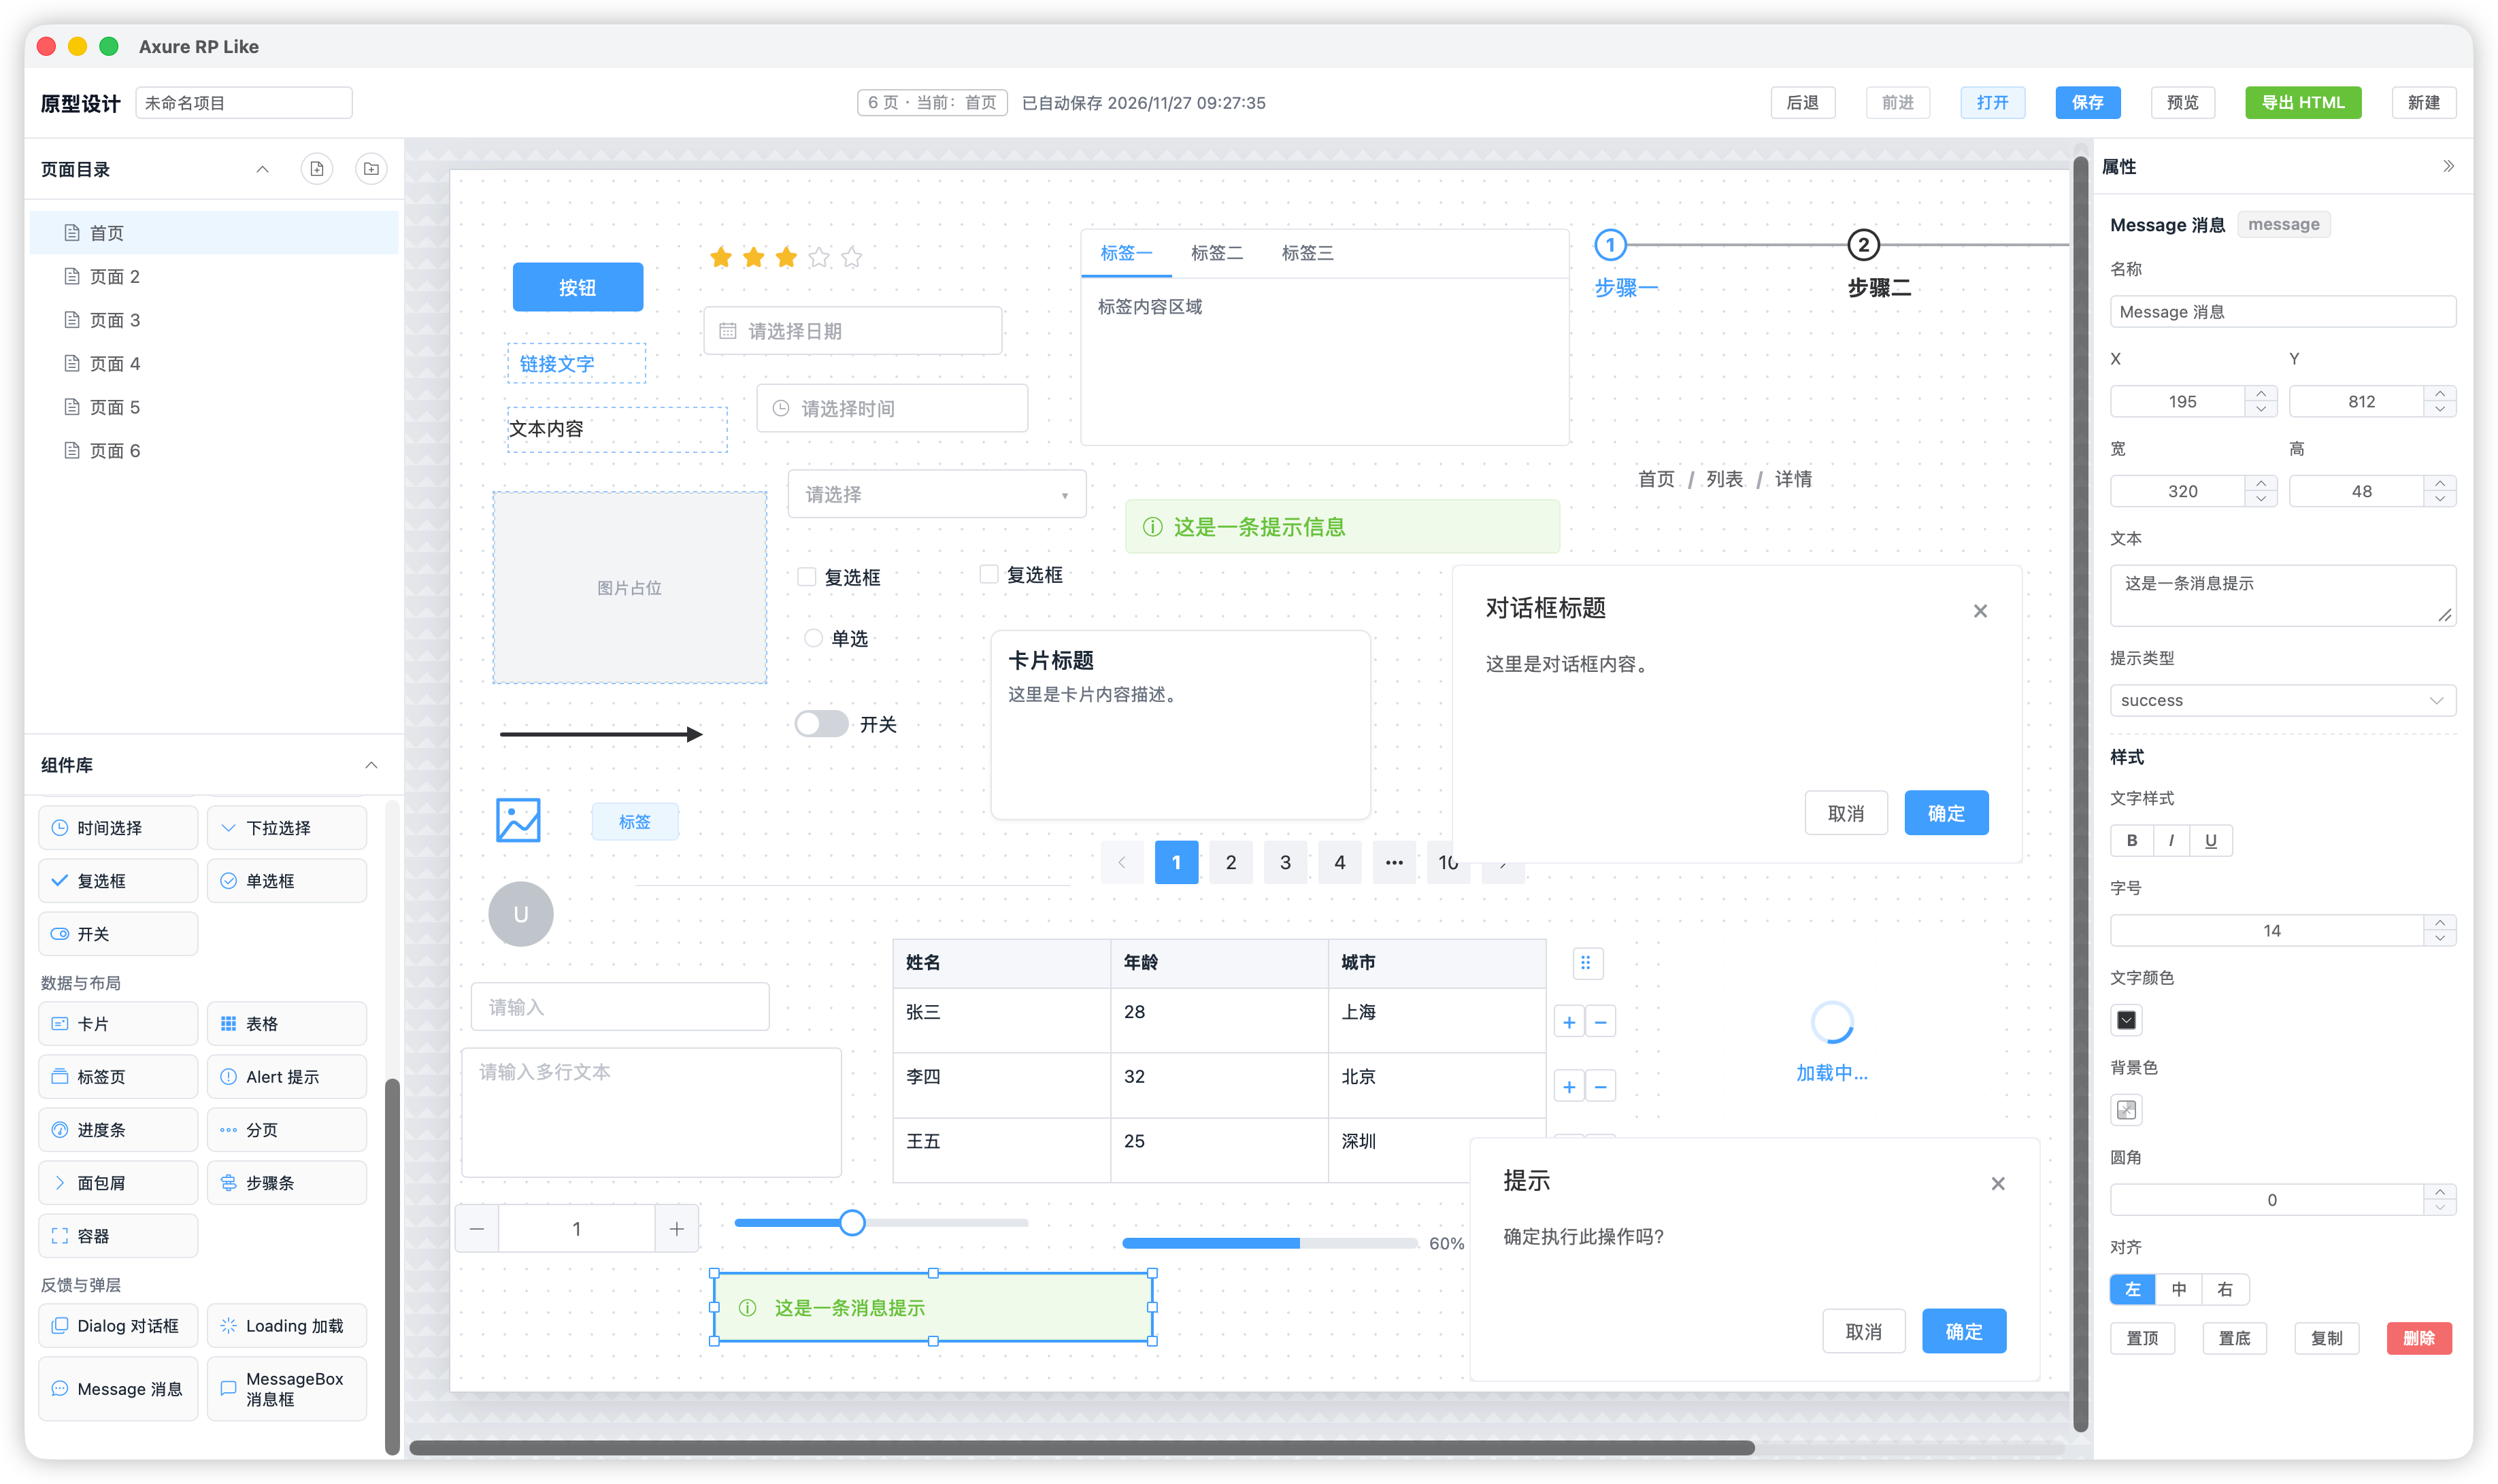 Axure RP Like
原型设计
未命名项目
6 页 · 当前：首页
已自动保存 2026/11/27 09:27:35
后退
前进
打开
保存
预览
导出 HTML
新建
页面目录
首页
页面 2
页面 3
页面 4
页面 5
页面 6
组件库
时间选择
下拉选择
复选框
单选框
开关
数据与布局
卡片
表格
标签页
Alert 提示
进度条
分页
面包屑
步骤条
容器
反馈与弹层
Dialog 对话框
Loading 加载
Message 消息
MessageBox
消息框
按钮
链接文字
文本内容
请选择日期
请选择时间
请选择
图片占位
复选框
复选框
单选
开关
标签
U
请输入
请输入多行文本
1
标签一
标签二
标签三
标签内容区域
1
步骤一
2
步骤二
首页 / 列表 / 详情
这是一条提示信息
卡片标题
这里是卡片内容描述。
对话框标题
这里是对话框内容。
取消
确定
1
2
3
4
•••
10
姓名 年龄 城市
张三 28 上海
李四 32 北京
王五 25 深圳
加载中...
60%
这是一条消息提示
提示
确定执行此操作吗?
取消
确定
属性
Message 消息
message
名称
Message 消息
X
Y
195
812
宽
高
320
48
文本
这是一条消息提示
提示类型
success
样式
文字样式
B
I
U
字号
14
文字颜色
背景色
圆角
0
对齐
左
中
右
置顶
置底
复制
删除